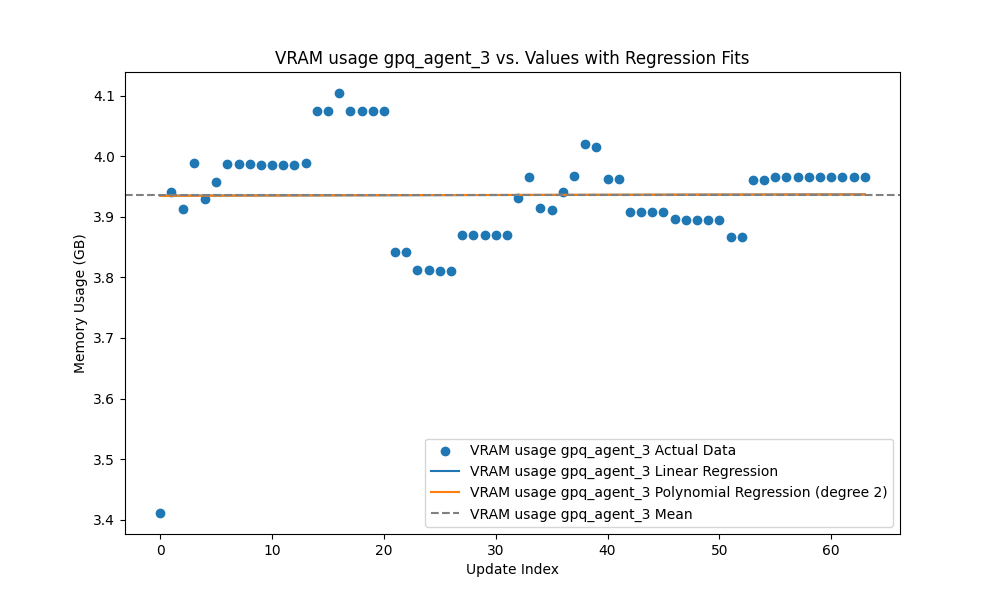 VRAM usage gpq_agent_3 vs. Values with Regression Fits
Memory Usage (GB)
4.1
4.0
3.9
3.8
3.7
3.6
3.5
3.4
VRAM usage gpq_agent_3 Actual Data
VRAM usage gpq_agent_3 Linear Regression
VRAM usage gpq_agent_3 Polynomial Regression (degree 2)
VRAM usage gpq_agent_3 Mean
0 10 20 30 40 50 60
Update Index